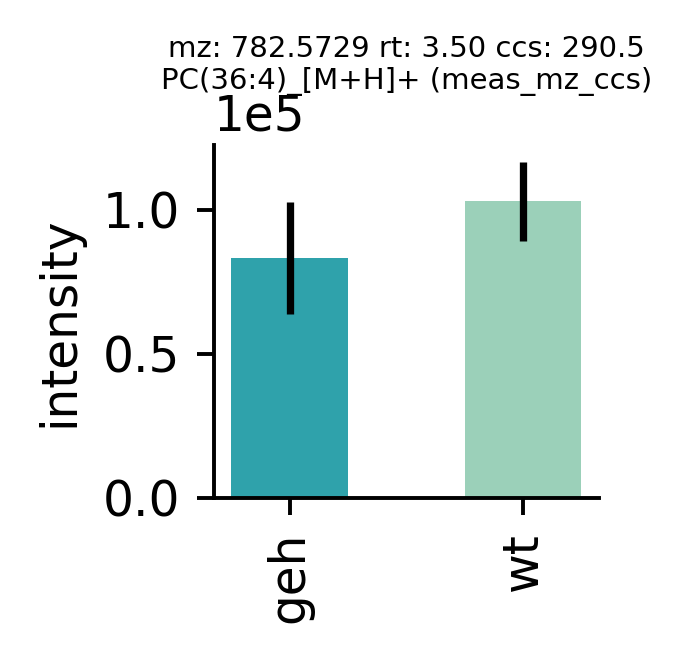 mz: 782.5729 rt: 3.50 ccs: 290.5
PC(36:4)_[M+H]+ (meas_mz_ccs)
1e5
1.0
0.5
0.0
intensity
geh
wt